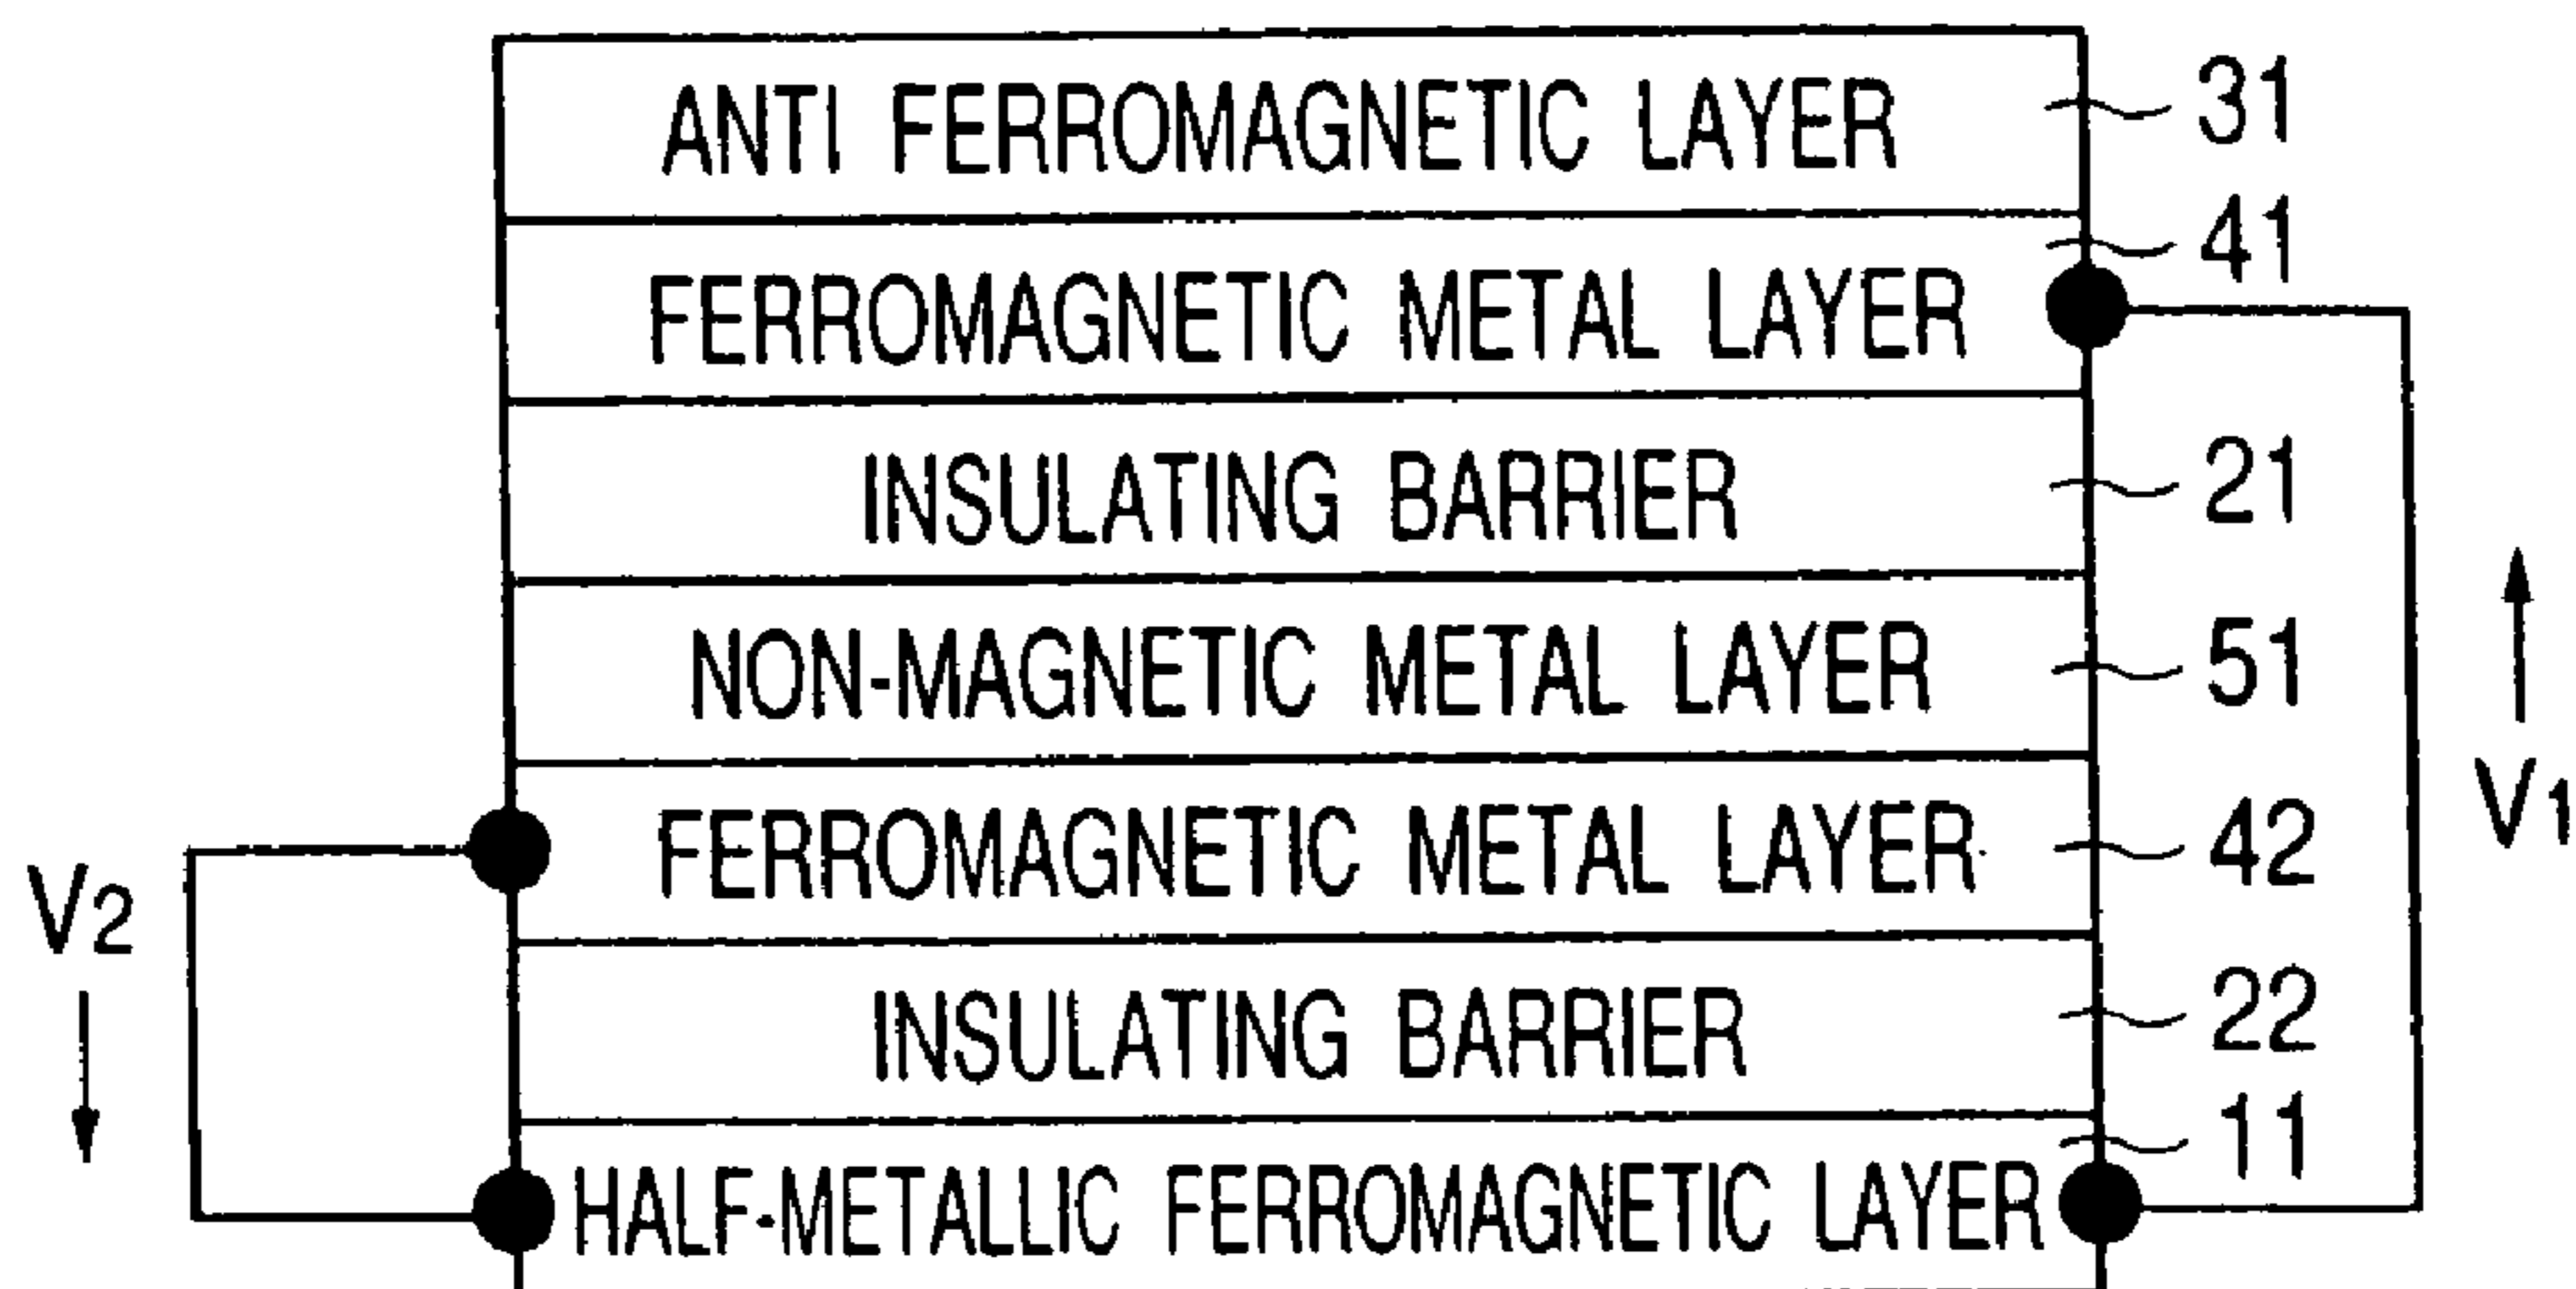 ANTI FERROMAGNETIC LAYER 31
FERROMAGNETIC METAL LAYER 41
INSULATING BARRIER 21
NON-MAGNETIC METAL LAYER 51
V1
FERROMAGNETIC METAL LAYER 42
V2
INSULATING BARRIER 22
HALF-METALLIC FERROMAGNETIC LAYER 11